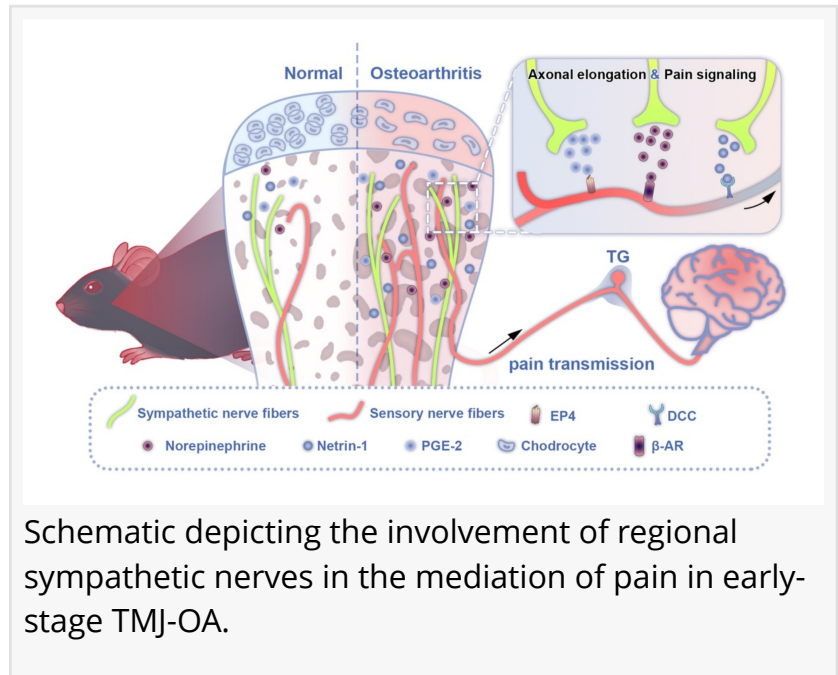 Normal Osteoarthritis
Axonal elongation & Pain signaling
TG
pain transmission
Sympathetic nerve fibers Sensory nerve fibers EP4 DCC
Norepinephrine Netrin-1 PGE-2 Chodrocyte β-AR
Schematic depicting the involvement of regional
sympathetic nerves in the mediation of pain in early-
stage TMJ-OA.